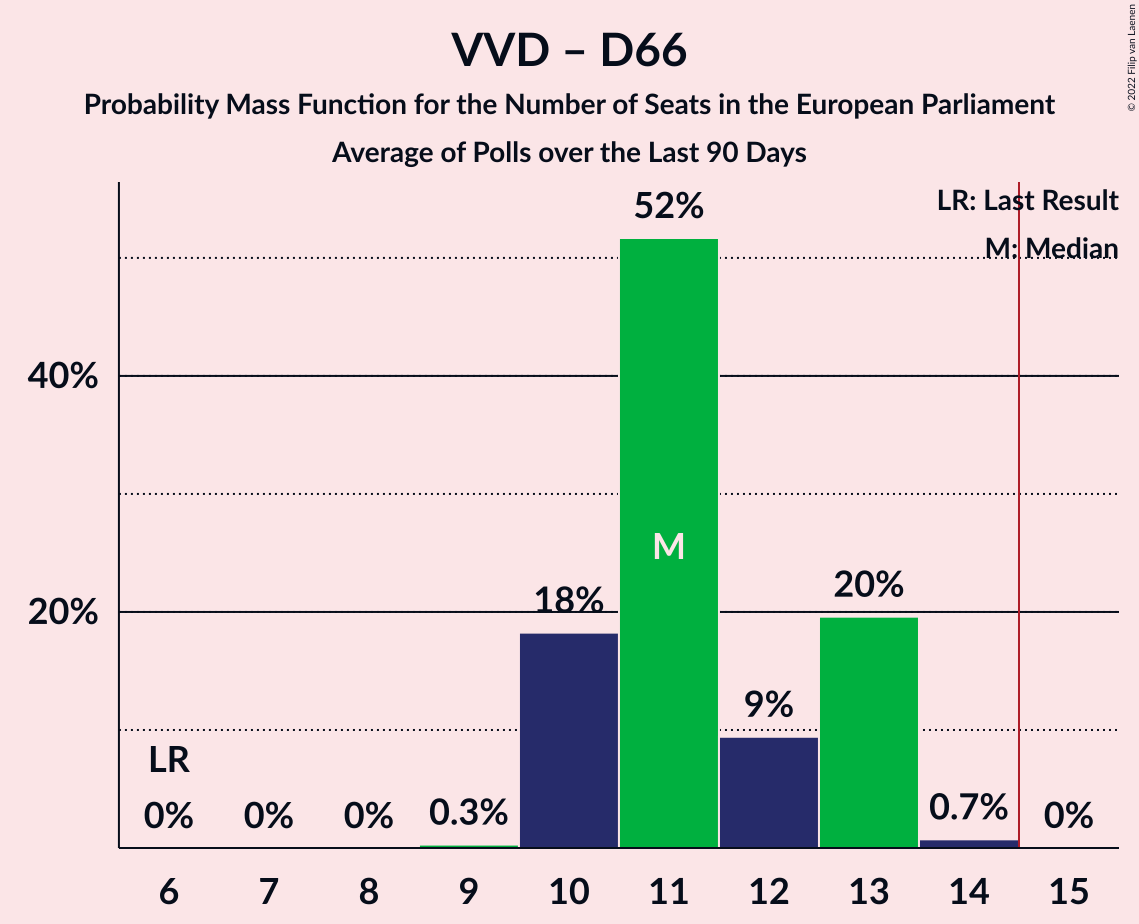 VVD – D66
Probability Mass Function for the Number of Seats in the European Parliament
Average of Polls over the Last 90 Days
© 2022 Filip van Laenen
LR: Last Result
M: Median
52%
40%
M
20%
18%
20%
9%
LR
0%
0%
0%
0.3%
0.7%
0%
6
7
8
9
10
11
12
13
14
15